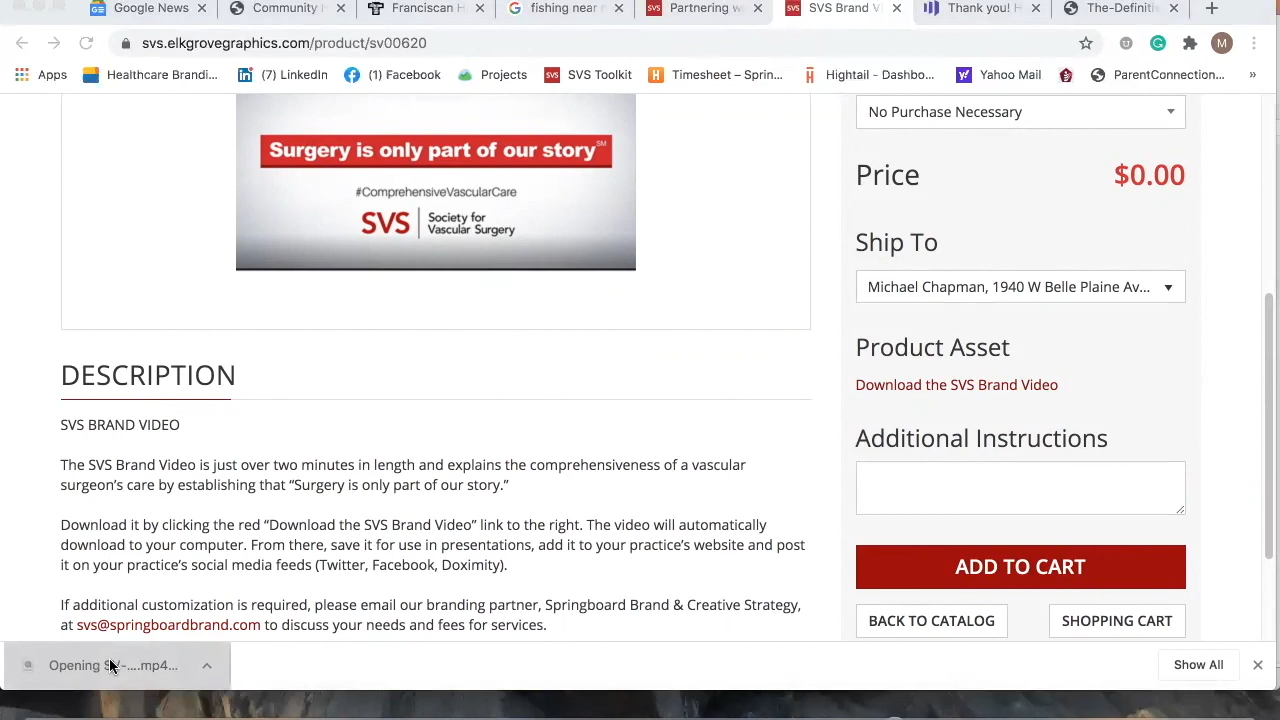 Google News
Community
Franciscan H
fishing near
Partnering w
SVS Brand V
Thank you! H
The-Definiti
svs.elkgrovegraphics.com/product/sv00620
M
Apps
Healthcare Brandi...
(7) LinkedIn
(1) Facebook
Projects
SVS Toolkit
Timesheet – Sprin...
Hightail - Dashbo...
Yahoo Mail
ParentConnection...
»
Surgery is only part of our story℠
#ComprehensiveVascularCare
SVS
Society for
Vascular Surgery
DESCRIPTION
SVS BRAND VIDEO
The SVS Brand Video is just over two minutes in length and explains the comprehensiveness of a vascular
surgeon’s care by establishing that “Surgery is only part of our story.”
Download it by clicking the red “Download the SVS Brand Video” link to the right. The video will automatically
download to your computer. From there, save it for use in presentations, add it to your practice’s website and post
it on your practice’s social media feeds (Twitter, Facebook, Doximity).
If additional customization is required, please email our branding partner, Springboard Brand & Creative Strategy,
at svs@springboardbrand.com to discuss your needs and fees for services.
No Purchase Necessary
Price $0.00
Ship To
Michael Chapman, 1940 W Belle Plaine Av...
Product Asset
Download the SVS Brand Video
Additional Instructions
ADD TO CART
BACK TO CATALOG
SHOPPING CART
Opening
....mp4...
Show All